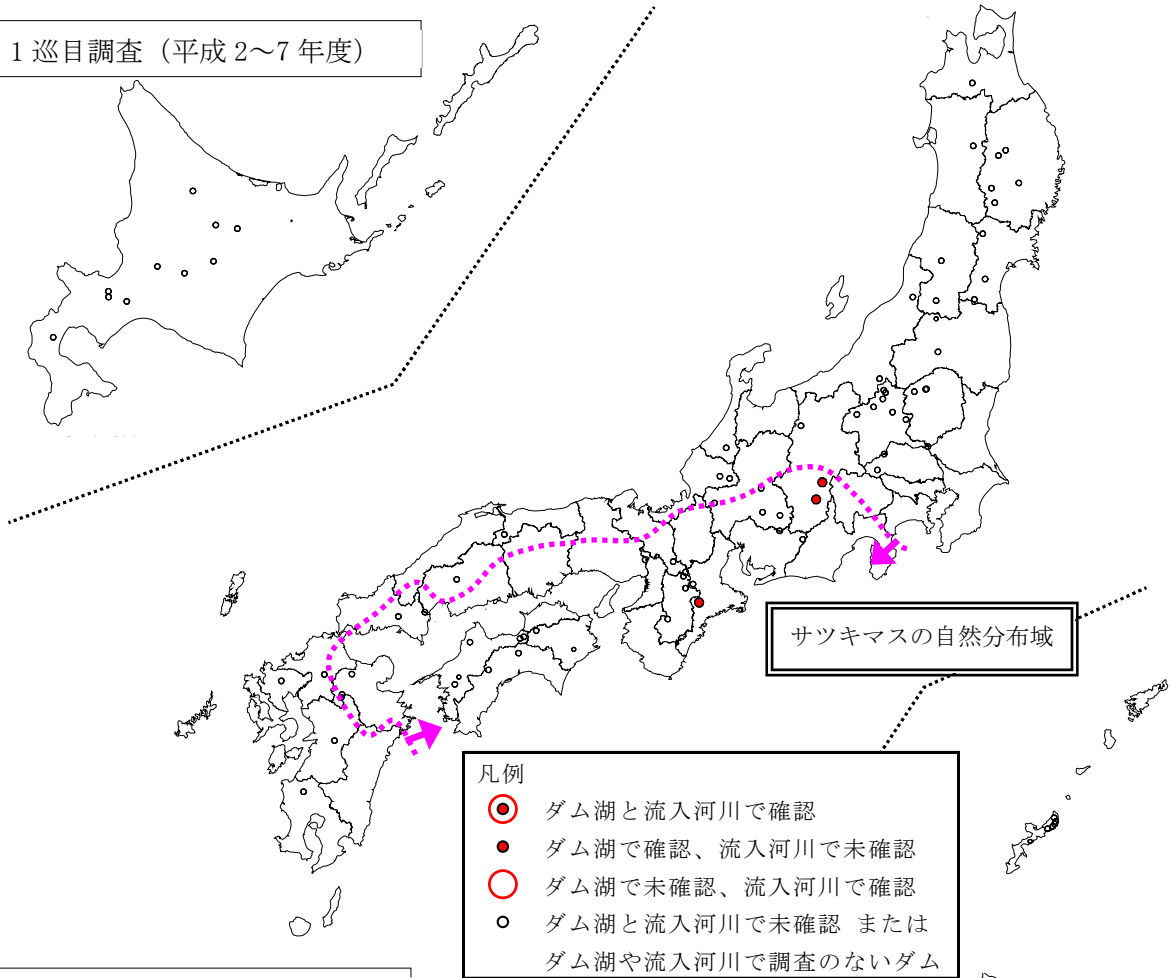 1 巡目調査（平成 2～7 年度）
サツキマスの自然分布域
凡例
ダム湖と流入河川で確認
ダム湖で確認、流入河川で未確認
ダム湖で未確認、流入河川で確認
ダム湖と流入河川で未確認 または
ダム湖や流入河川で調査のないダム